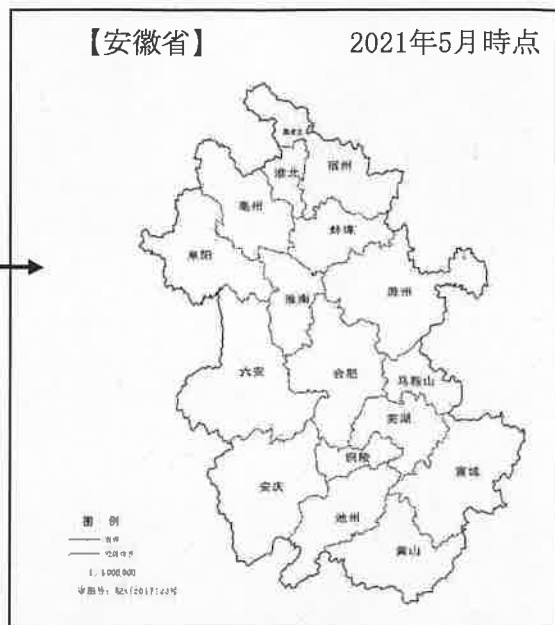 【安徽省】 2021年5月時点
淮北
宿州
亳州
蚌埠
阜阳
淮南
滁州
六安
合肥
马鞍山
芜湖
铜陵
安庆
宣城
池州
黄山
图 例